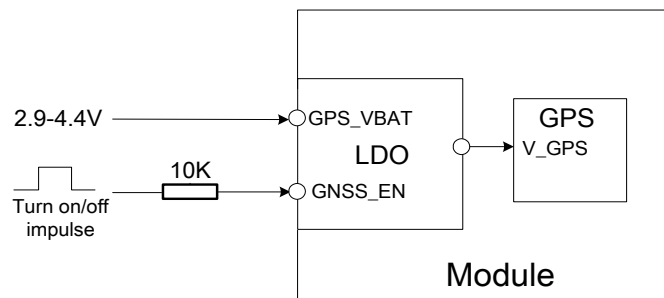 2.9-4.4V
GPS_VBAT
LDO
GPS
V_GPS
10K
GNSS_EN
Turn on/off
impulse
Module